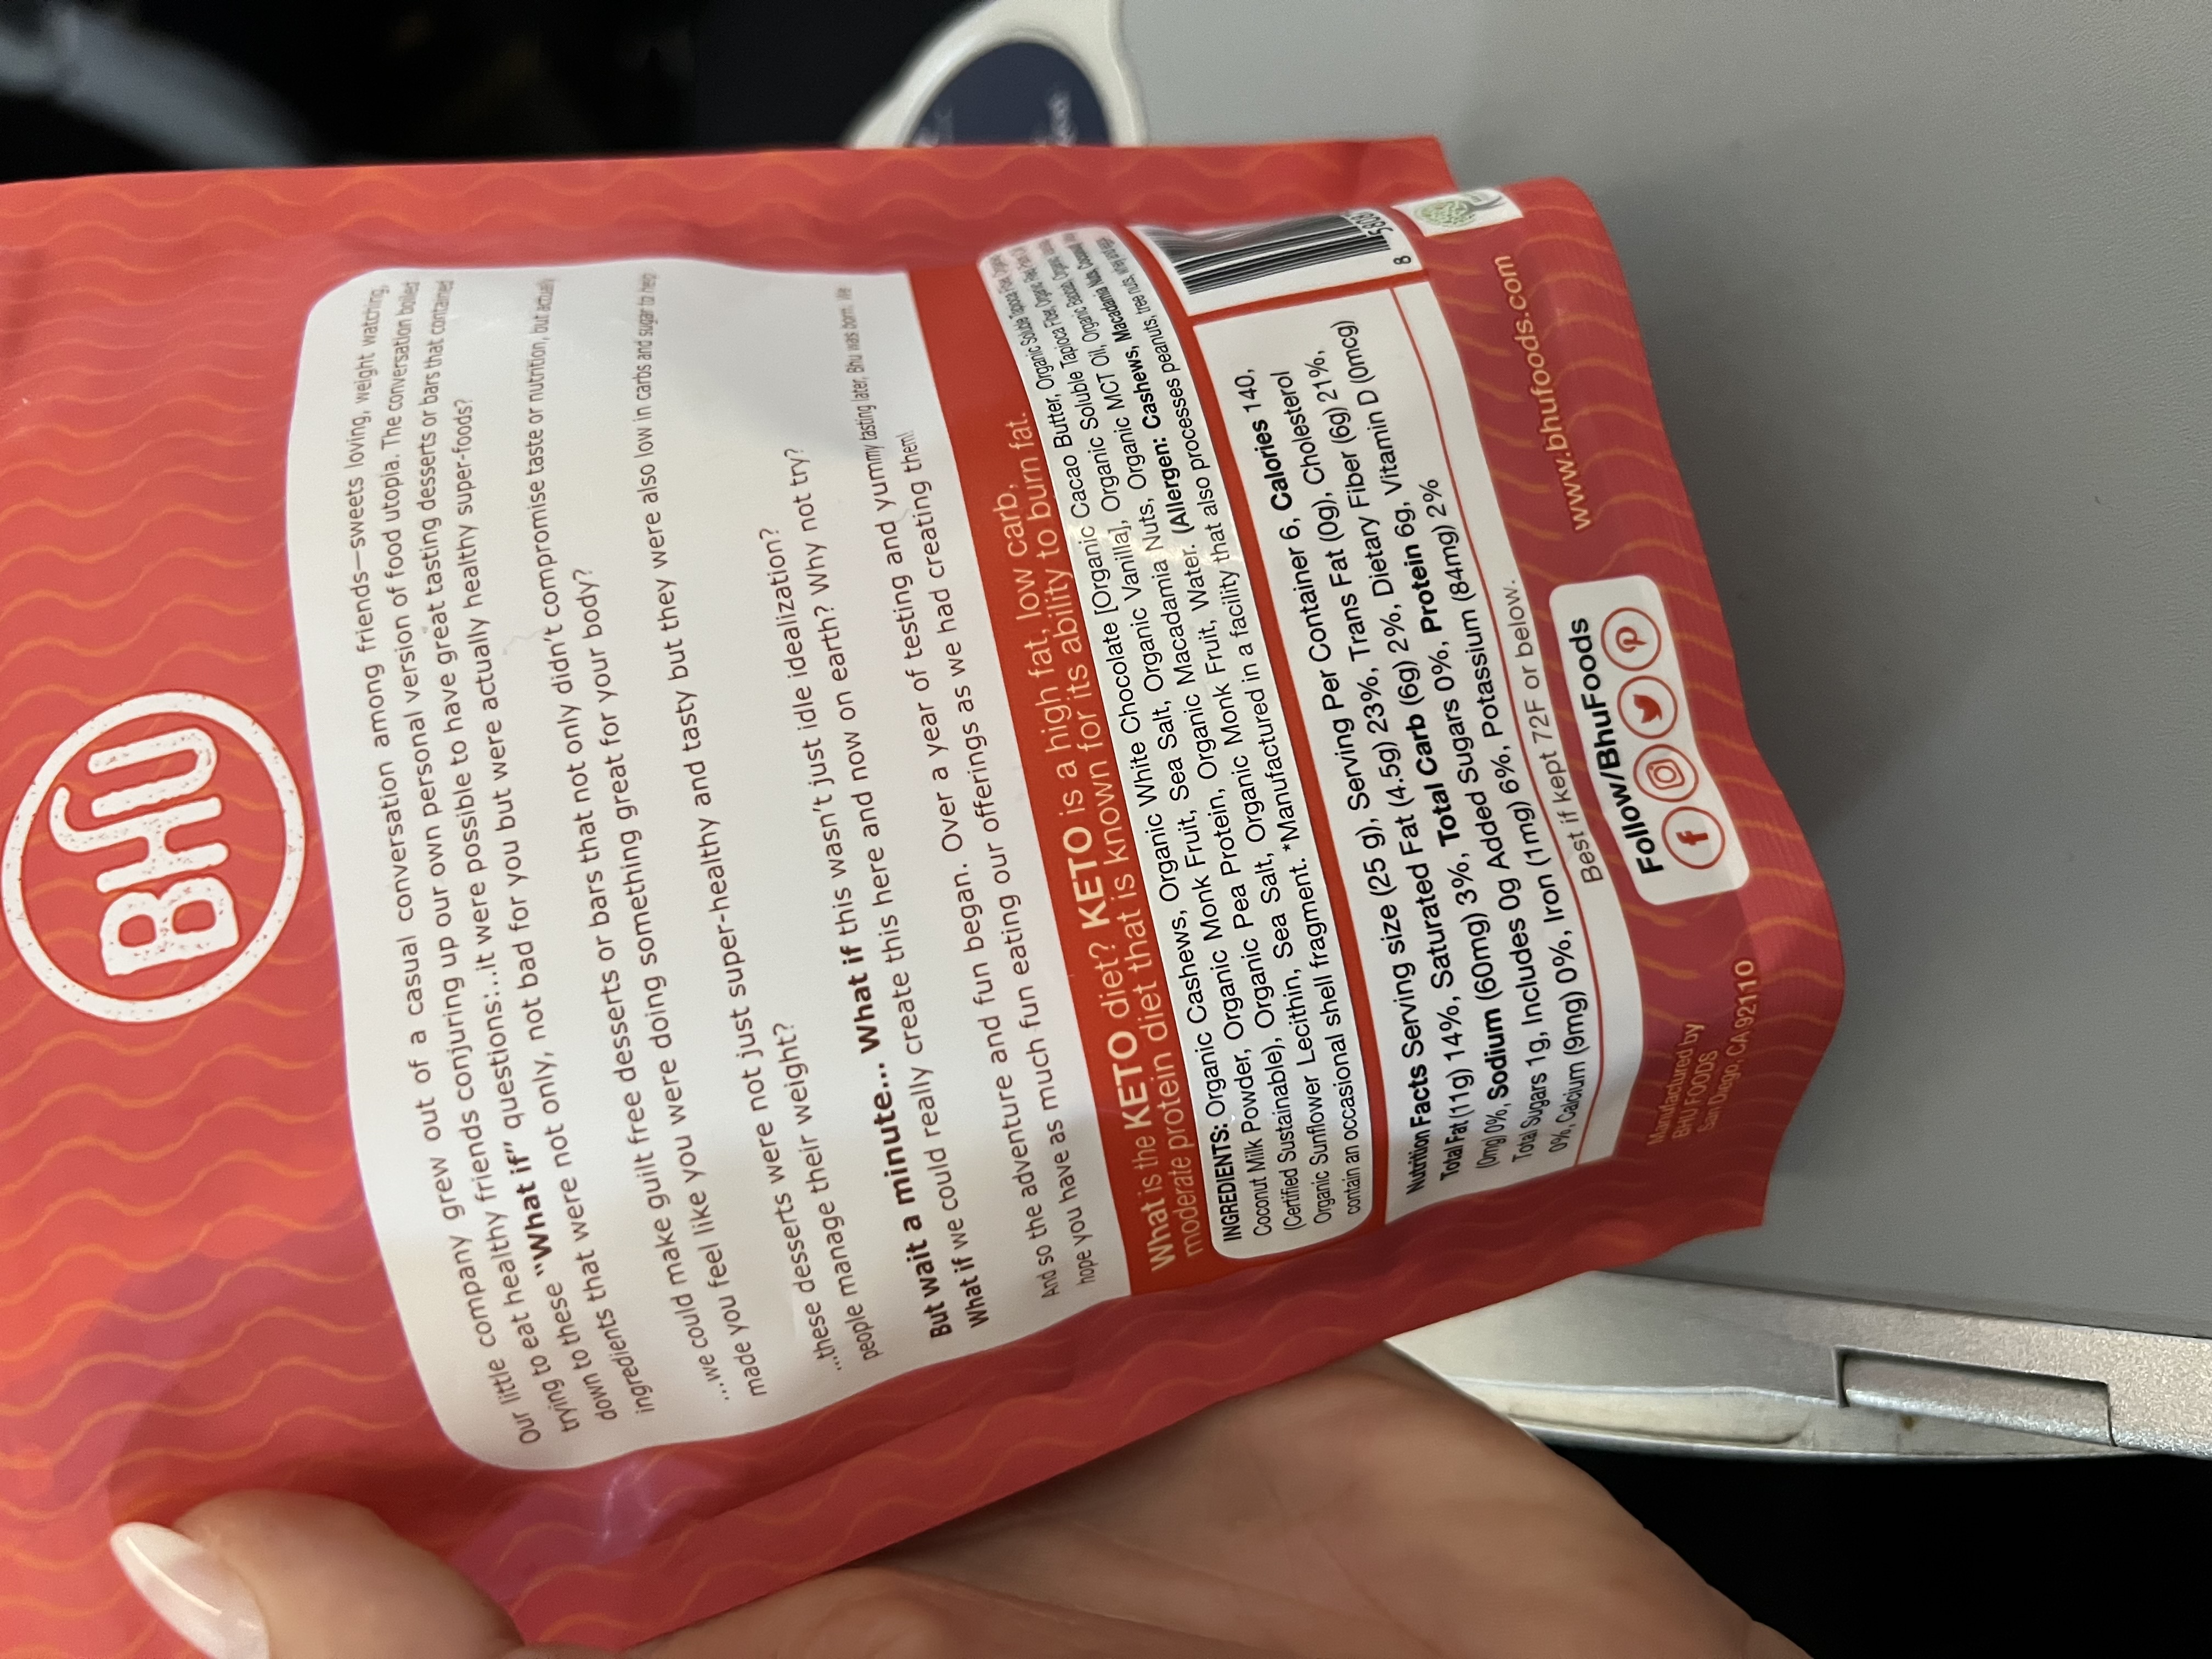 BHU
Our little company grew out of a casual conversation among friends—sweets loving, weight watching,
trying to eat healthy friends conjuring up our own personal version of food utopia. The conversation boiled
down to these "What if" questions:...it were possible to have great tasting desserts or bars that contained
ingredients that were not only, not bad for you but were actually healthy super-foods?
...we could make guilt free desserts or bars that not only didn't compromise taste or nutrition, but actually
made you feel like you were doing something great for your body?
...these desserts were not just super-healthy and tasty but they were also low in carbs and sugar to help
people manage their weight?
But wait a minute... What if this wasn't just idle idealization?
What if we could really create this here and now on earth? Why not try?
And so the adventure and fun began. Over a year of testing and yummy tasting later, Bhu was born. We
hope you have as much fun eating our offerings as we had creating them!
What is the KETO diet? KETO is a high fat, low carb,
moderate protein diet that is known for its ability to burn fat.
INGREDIENTS: Organic Cashews, Organic White Chocolate [Organic Cacao Butter, Organic Soluble Tapioca Fiber, Organic
Coconut Milk Powder, Organic Monk Fruit, Sea Salt, Organic Vanilla], Organic Soluble Tapioca Fiber, Organic
(Certified Sustainable), Organic Pea Protein, Organic Macadamia Nuts, Organic MCT Oil, Organic
Organic Sunflower Lecithin, Sea Salt, Organic Monk Fruit, Organic Water. (Allergen: Cashews, Macadamia Nuts, Coconut
contain an occasional shell fragment. *Manufactured in a facility that also processes peanuts, tree nuts,
8 58089
Nutrition Facts Serving size (25 g), Serving Per Container 6, Calories 140,
Total Fat (11g) 14%, Saturated Fat (4.5g) 23%, Trans Fat (0g), Cholesterol
(0mg) 0%, Sodium (60mg) 3%, Total Carb (6g) 2%, Dietary Fiber (6g) 21%,
Total Sugars 1g, Includes 0g Added Sugars 0%, Protein 6g, Vitamin D (0mcg)
0%, Calcium (9mg) 0%, Iron (1mg) 6%, Potassium (84mg) 2%
Best if kept 72F or below.
Manufactured by
BHU FOODS
San Diego, CA 92110
Follow/BhuFoods
www.bhufoods.com